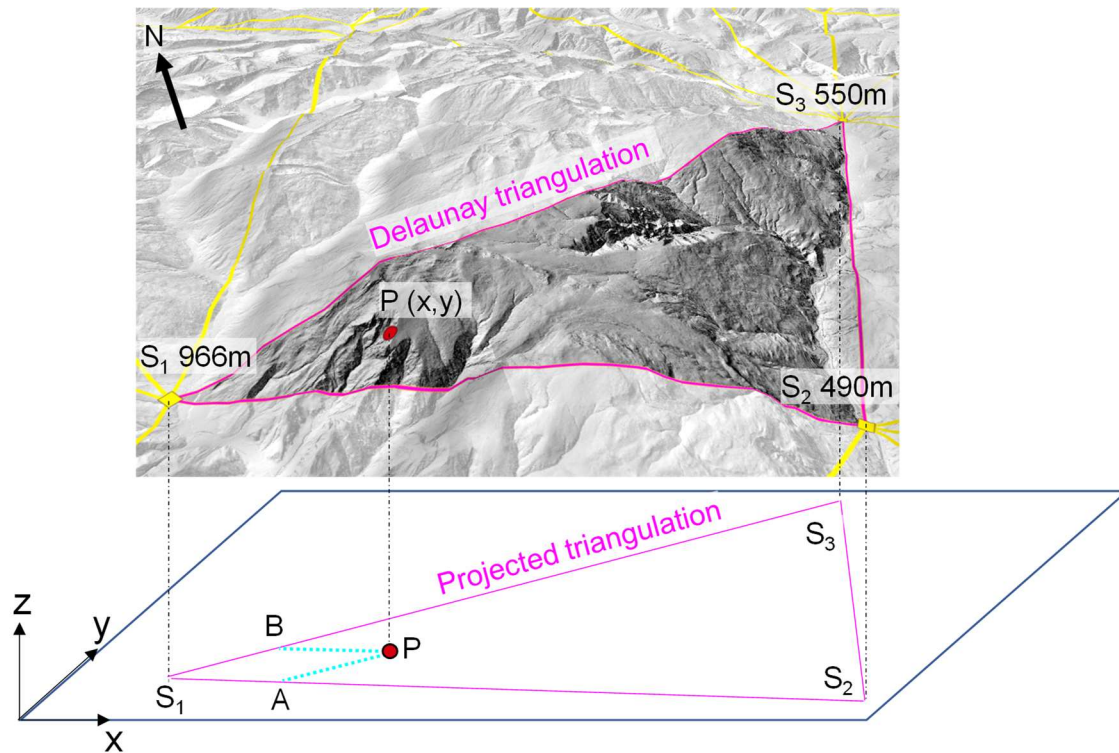 N
S₃ 550m
Delaunay triangulation
P (x,y)
S₁ 966m
S₂ 490m
Projected triangulation
S₃
z
y
B
P
S₁
A
S₂
x